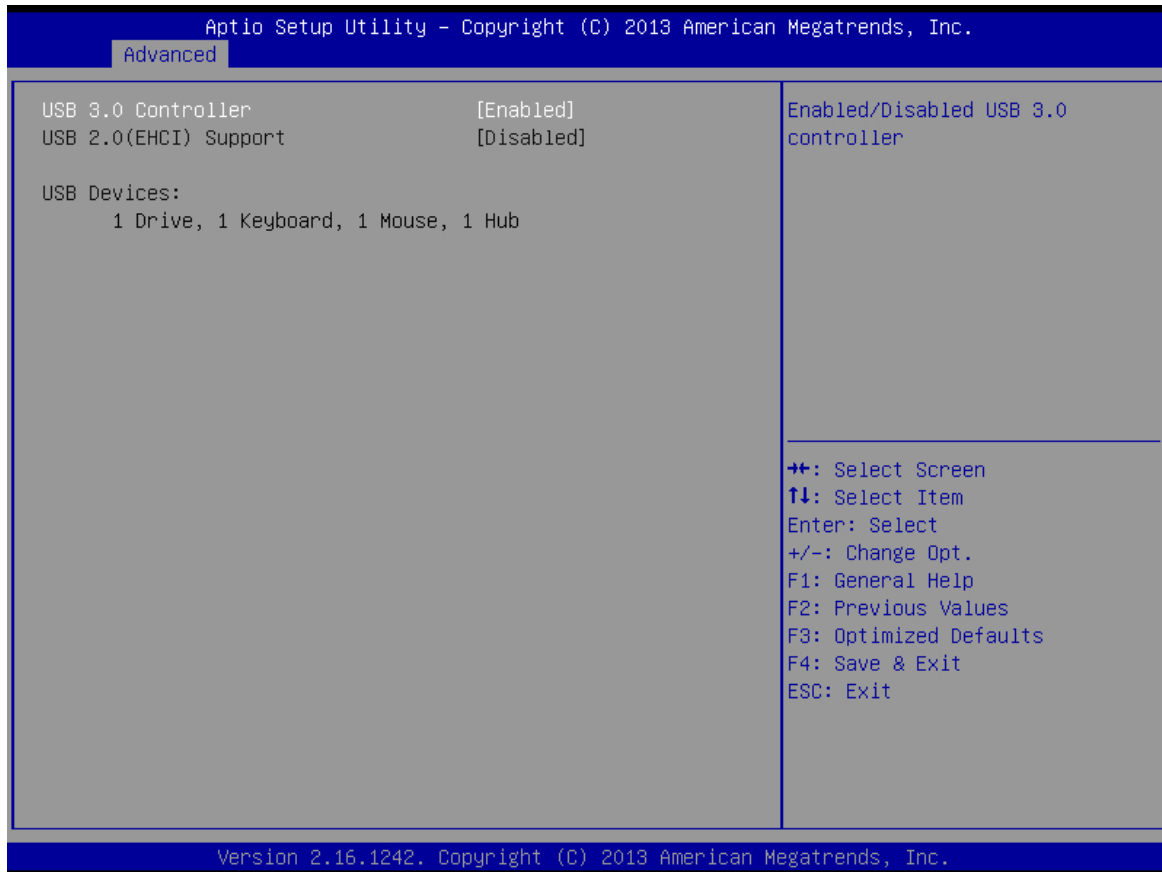 Aptio Setup Utility – Copyright (C) 2013 American Megatrends, Inc.
Advanced
USB 3.0 Controller [Enabled]
USB 2.0(EHCI) Support [Disabled]
USB Devices:
1 Drive, 1 Keyboard, 1 Mouse, 1 Hub
Enabled/Disabled USB 3.0
controller
→←: Select Screen
↑↓: Select Item
Enter: Select
+/-: Change Opt.
F1: General Help
F2: Previous Values
F3: Optimized Defaults
F4: Save & Exit
ESC: Exit
Version 2.16.1242. Copyright (C) 2013 American Megatrends, Inc.